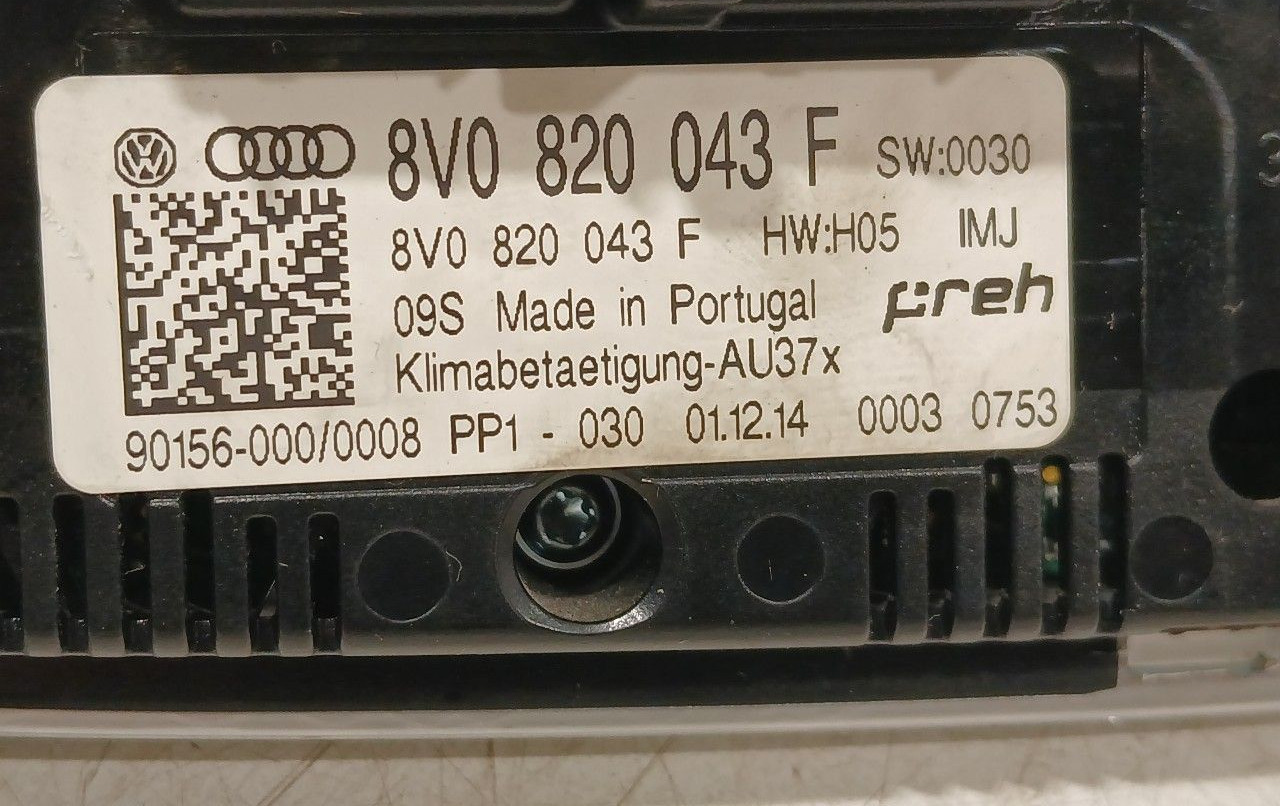 8V0 820 043 F SW:0030
8V0 820 043 F HW:H05 IMJ
09S Made in Portugal preh
Klimabetaetigung-AU37x
90156-000/0008 PP1 - 030 01.12.14 0003 0753